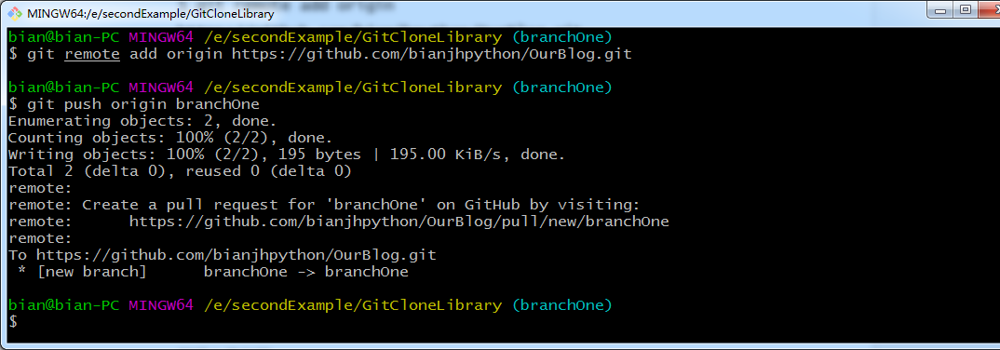 MINGW64:/e/secondExample/GitCloneLibrary
bian@bian-PC MINGW64 /e/secondExample/GitCloneLibrary (branchOne)
$ git remote add origin https://github.com/bianjhpython/OurBlog.git
bian@bian-PC MINGW64 /e/secondExample/GitCloneLibrary (branchOne)
$ git push origin branchOne
Enumerating objects: 2, done.
Counting objects: 100% (2/2), done.
Writing objects: 100% (2/2), 195 bytes | 195.00 KiB/s, done.
Total 2 (delta 0), reused 0 (delta 0)
remote:
remote: Create a pull request for 'branchOne' on GitHub by visiting:
remote:      https://github.com/bianjhpython/OurBlog/pull/new/branchOne
remote:
To https://github.com/bianjhpython/OurBlog.git
 * [new branch]      branchOne -> branchOne
bian@bian-PC MINGW64 /e/secondExample/GitCloneLibrary (branchOne)
$